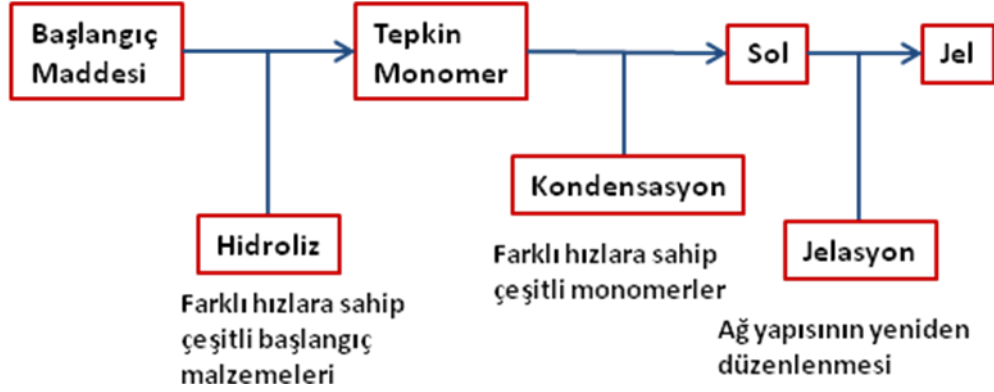 Başlangıç
Maddesi
Tepkin
Monomer
Sol
Jel
Hidroliz
Farklı hızlara sahip
çeşitli başlangıç
malzemeleri
Kondensasyon
Farklı hızlara sahip
çeşitli monomerler
Jelasyon
Ağ yapısının yeniden
düzenlenmesi